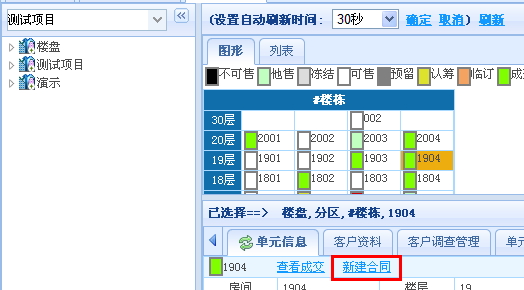 测试项目
楼盘
测试项目
演示
(设置自动刷新时间: 30秒 确定 取消) 刷新
图形 列表
不可售 他售 冻结 可售 预留 认筹 临订
#楼栋
30层 002
20层 2001 2002 2003 2004
19层 1901 1902 1903 1904
18层 1801 1802 1803 1804
已选择==> 楼盘,分区,#楼栋,1904
单元信息 客户资料 客户调查管理 单元
1904 查看成交 新建合同
房间 1904 楼层 19